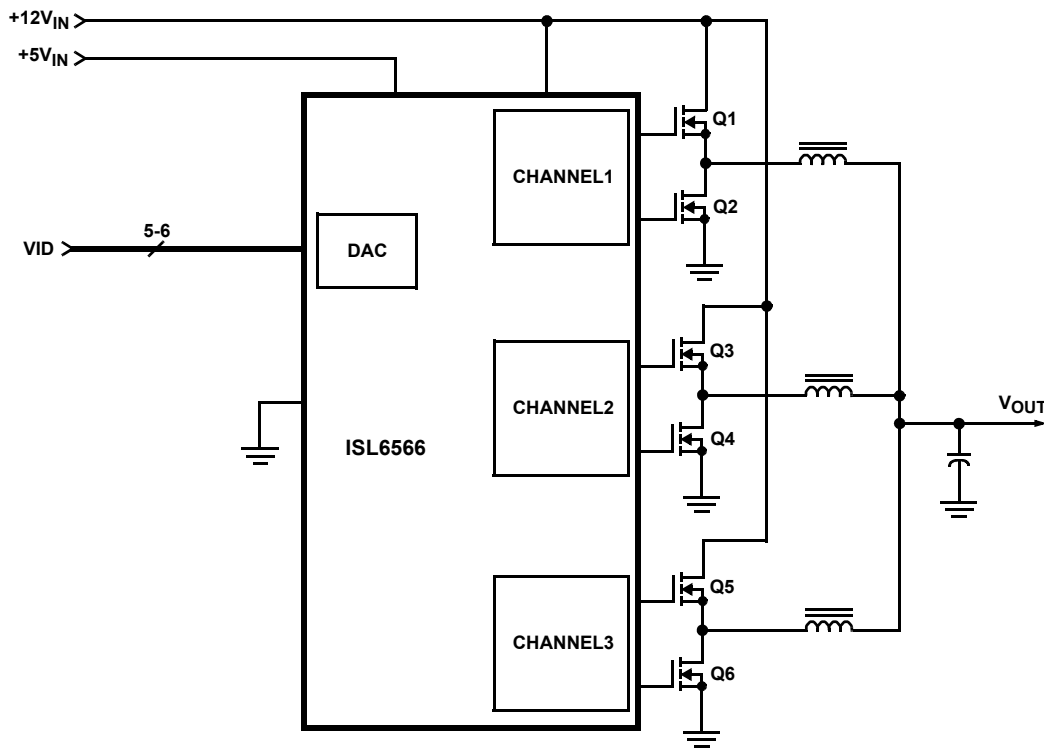 +12VIN
+5VIN
Q1
CHANNEL1
Q2
5-6
VID
DAC
Q3
CHANNEL2
VOUT
Q4
ISL6566
Q5
CHANNEL3
Q6